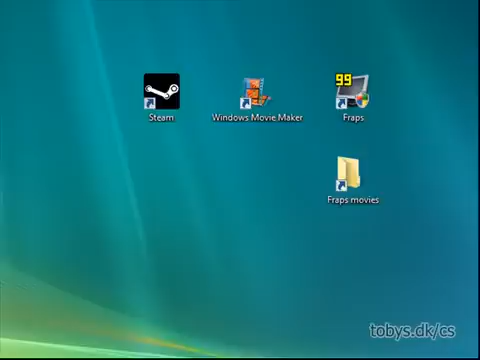 99
Steam
Windows Movie Maker
Fraps
Fraps movies
tobys.dk/cs